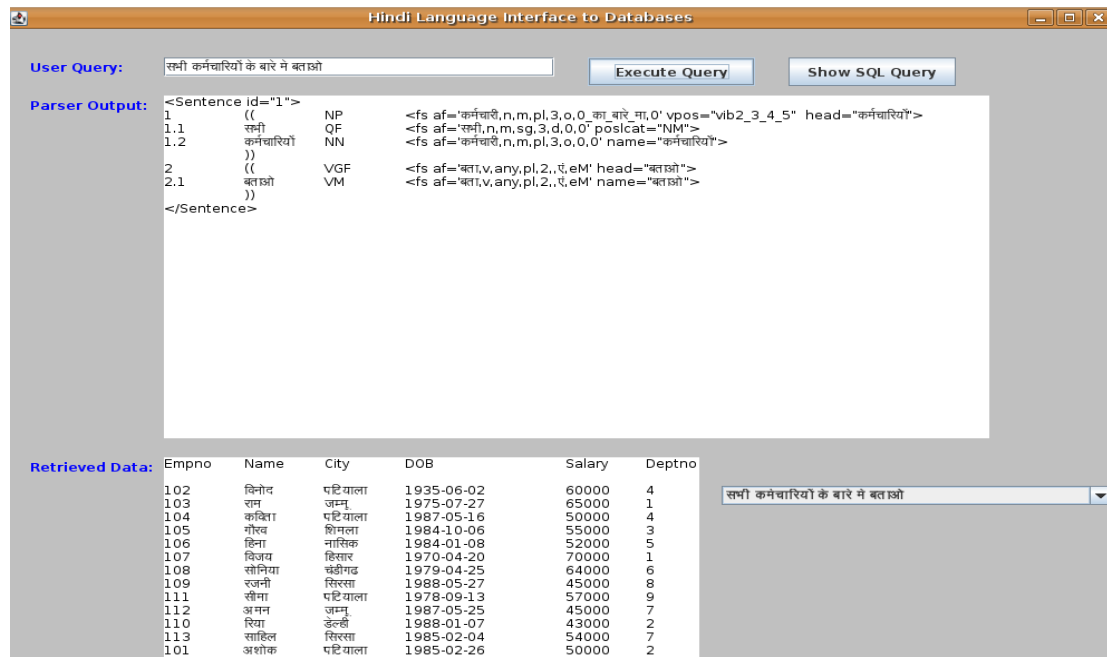 Hindi Language Interface to Databases
User Query: सभी कर्मचारियों के बारे मे बताओ Execute Query Show SQL Query
Parser Output: <Sentence id="1">
1 (( NP <fs af='कर्मचारी,n,m,pl,3,o,0_का_बारे_मा,0' vpos="vib2_3_4_5" head="कर्मचारियों">
1.1 सभी QF <fs af='सभी,n,m,sg,3,d,0,0' poslcat="NM">
1.2 कर्मचारियों NN <fs af='कर्मचारी,n,m,pl,3,o,0,0' name="कर्मचारियों">
))
2 (( VGF <fs af='बता,v,any,pl,2,,एं,eM' head="बताओ">
2.1 बताओ VM <fs af='बता,v,any,pl,2,,एं,eM' name="बताओ">
))
</Sentence>
Retrieved Data: Empno Name City DOB Salary Deptno
सभी कर्मचारियों के बारे मे बताओ
102 विनोद पटियाला 1935-06-02 60000 4
103 राम जम्मू 1975-07-27 65000 1
104 कविता पटियाला 1987-05-16 50000 4
105 गौरव शिमला 1984-10-06 55000 3
106 हिना नासिक 1984-01-08 52000 5
107 विजय हिसार 1970-04-20 70000 1
108 सोनिया चंडीगढ 1979-04-25 64000 6
109 रजनी सिरसा 1988-05-27 45000 8
111 सीमा पटियाला 1978-09-13 57000 9
112 अमन जम्मू 1987-05-25 45000 7
110 रिया डेल्ही 1988-01-07 43000 2
113 साहिल सिरसा 1985-02-04 54000 7
101 अशोक पटियाला 1985-02-26 50000 2